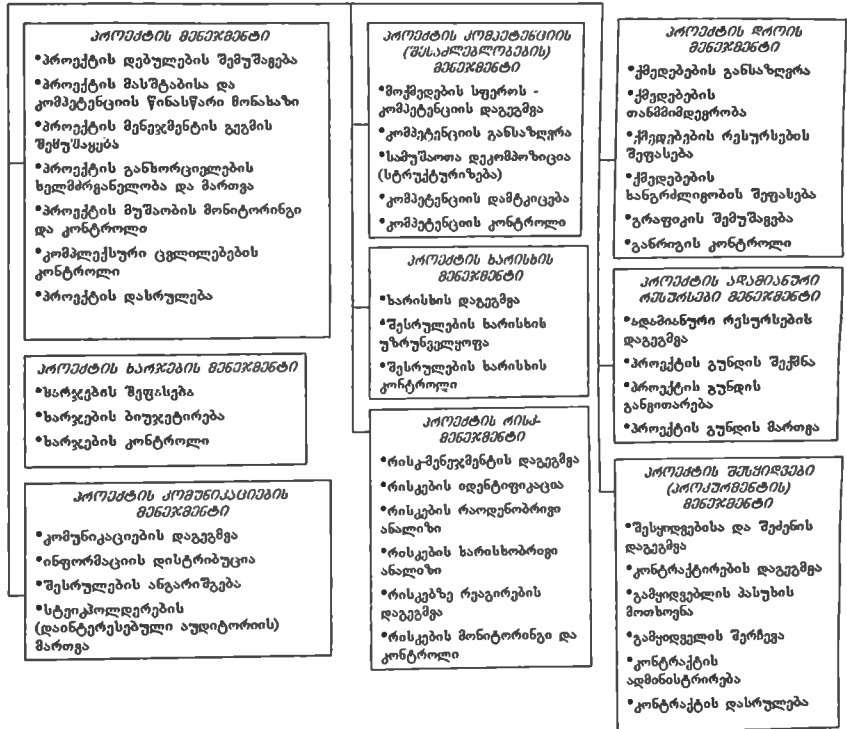 პროექტის მენეჯმენტი
•პროექტის დებულების შემუშავება
•პროექტის მასშტაბისა და
კომპეტენციის წინასწარი მონახაზი
•პროექტის მენეჯმენტის გეგმის
შემუშავება
•პროექტის განხორციელების
ხელმძღვანელობა და მართვა
•პროექტის მუშაობის მონიტორინგი
და კონტროლი
•კომპლექსური ცვლილებების
კონტროლი
•პროექტის დასრულება
პროექტის ხარჯების მენეჯმენტი
•ხარჯების შეფასება
•ხარჯების ბიუჯეტირება
•ხარჯების კონტროლი
პროექტის კომუნიკაციების
მენეჯმენტი
•კომუნიკაციების დაგეგმვა
•ინფორმაციის დისტრიბუცია
•შესრულების ანგარიშგება
•სტეიკჰოლდერების
(დაინტერესებული აუდიტორიის)
მართვა
პროექტის კომპეტენციის
(შესაძლებლობების)
მენეჯმენტი
•მოქმედების სფეროს -
კომპეტენციის დაგეგმვა
•კომპეტენციის განსაზღვრა
•სამუშაოთა დეკომპოზიცია
(სტრუქტურიზება)
•კომპეტენციის დამტკიცება
•კომპეტენციის კონტროლი
პროექტის ხარისხის
მენეჯმენტი
•ხარისხის დაგეგმვა
•შესრულების ხარისხის
უზრუნველყოფა
•შესრულების ხარისხის
კონტროლი
პროექტის რისკ-
მენეჯმენტი
•რისკ-მენეჯმენტის დაგეგმვა
•რისკების იდენტიფიკაცია
•რისკების რაოდენობრივი
ანალიზი
•რისკების ხარისხობრივი
ანალიზი
•რისკებზე რეაგირების
დაგეგმვა
•რისკების მონიტორინგი და
კონტროლი
პროექტის დროის
მენეჯმენტი
•ქმედებების განსაზღვრა
•ქმედებების
თანმიმდევრობა
•ქმედებების რესურსების
შეფასება
•ქმედებების
ხანგრძლივობის შეფასება
•გრაფიკის შემუშავება
•განრიგის კონტროლი
პროექტის ადამიანური
რესურსები მენეჯმენტი
•ადამიანური რესურსების
დაგეგმვა
•პროექტის გუნდის შექმნა
•პროექტის გუნდის
განვითარება
•პროექტის გუნდის მართვა
პროექტის შესყიდვები
(პროკურმენტის)
მენეჯმენტი
•შესყიდვებისა და შეძენის
დაგეგმვა
•კონტრაქტირების დაგეგმვა
•გამყიდვებლის პასუხის
მოთხოვნა
•გამყიდველის შერჩევა
•კონტრაქტის
ადმინისტრირება
•კონტრაქტის დასრულება